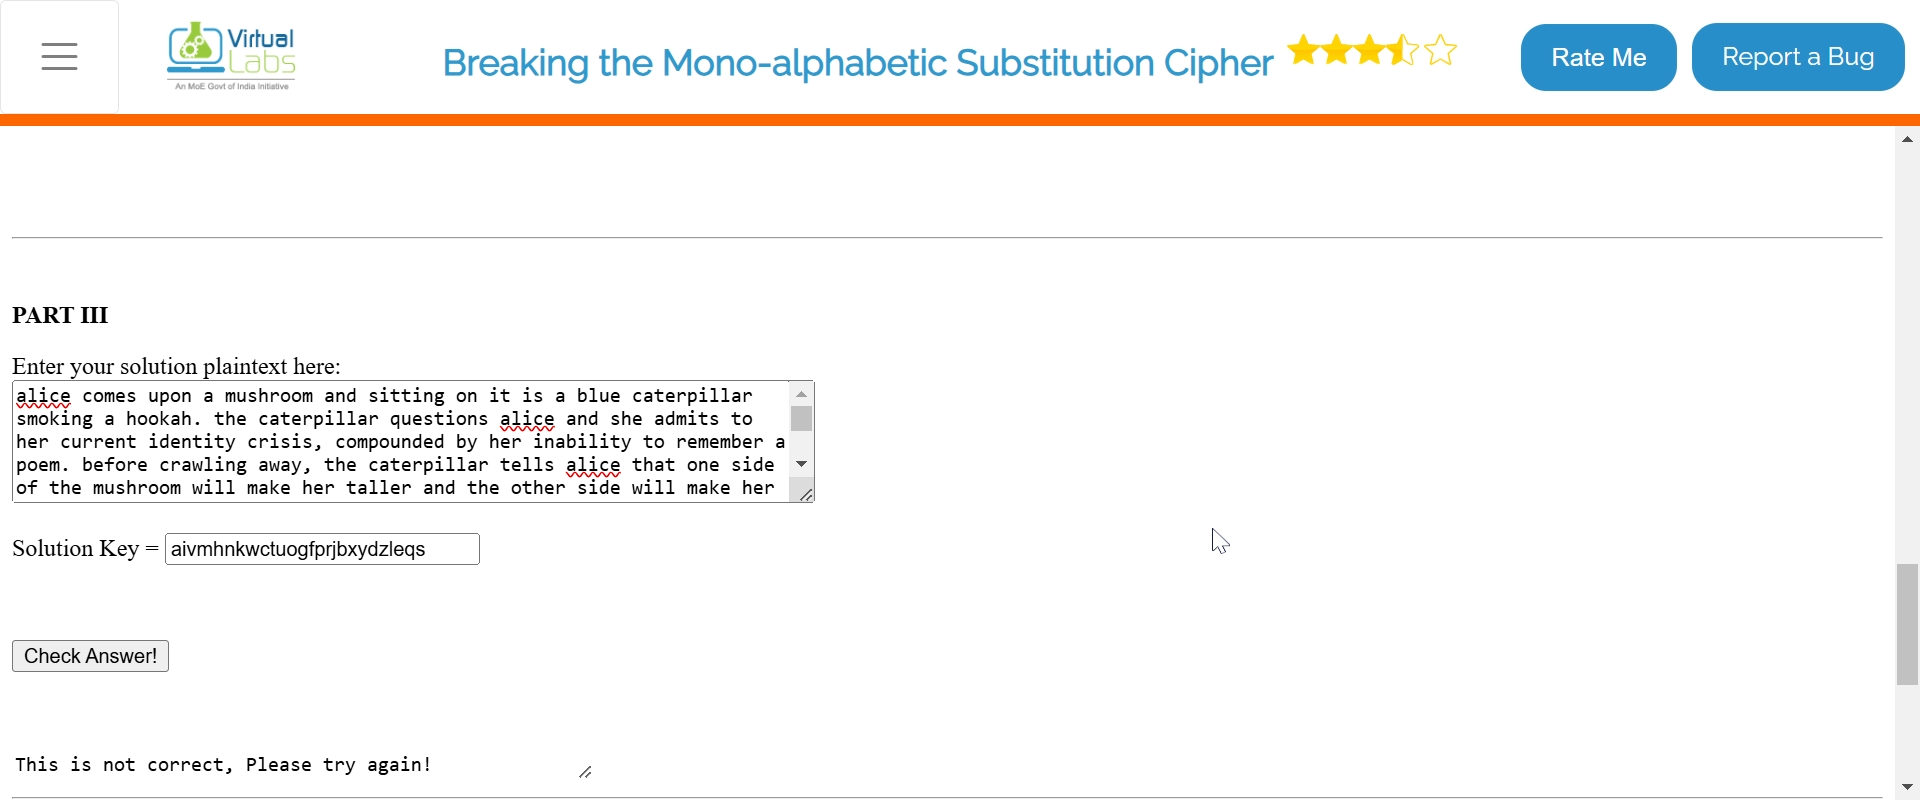 Virtual
Labs
An MoE Govt of India Initiative
Breaking the Mono-alphabetic Substitution Cipher
Rate Me
Report a Bug
PART III
Enter your solution plaintext here:
alice comes upon a mushroom and sitting on it is a blue caterpillar
smoking a hookah. the caterpillar questions alice and she admits to
her current identity crisis, compounded by her inability to remember a
poem. before crawling away, the caterpillar tells alice that one side
of the mushroom will make her taller and the other side will make her
Solution Key = aivmhnkwctuogfprjbxydzleqs
Check Answer!
This is not correct, Please try again!